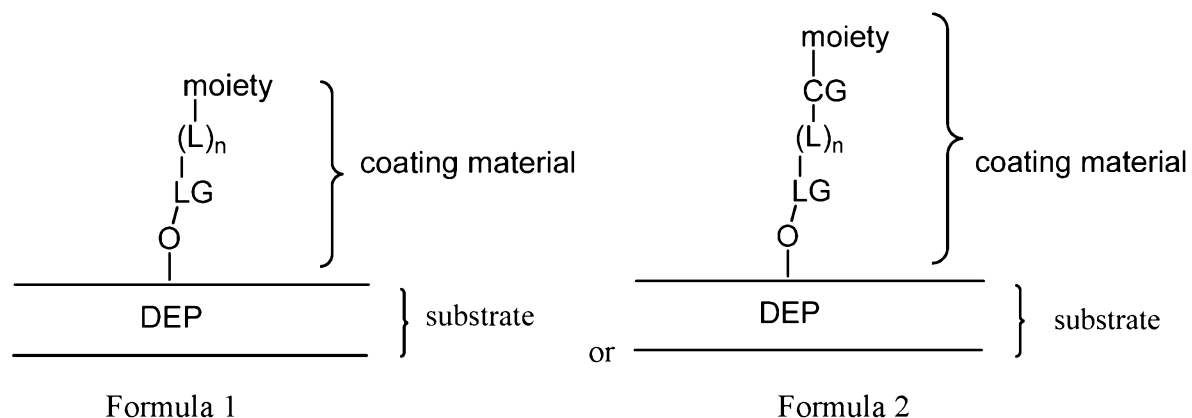 moiety
(L)n
LG
O
coating material
DEP
substrate
Formula 1
or
moiety
CG
(L)n
LG
O
coating material
DEP
substrate
Formula 2